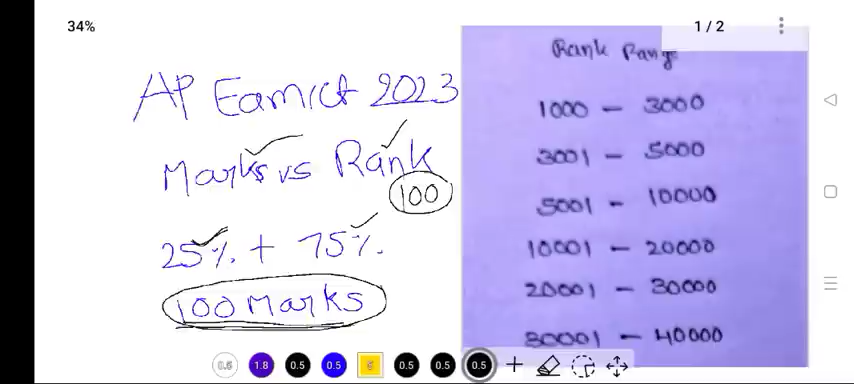 34%
1 / 2
AP Eamict 2023
Marks vs Rank
100
25% + 75%.
100 Marks
Rank Range
1000 - 3000
3001 - 5000
5001 - 10000
10001 - 20000
20001 - 30000
30001 - 40000
0.5 1.8 0.5 0.5 5 0.5 0.5 0.5